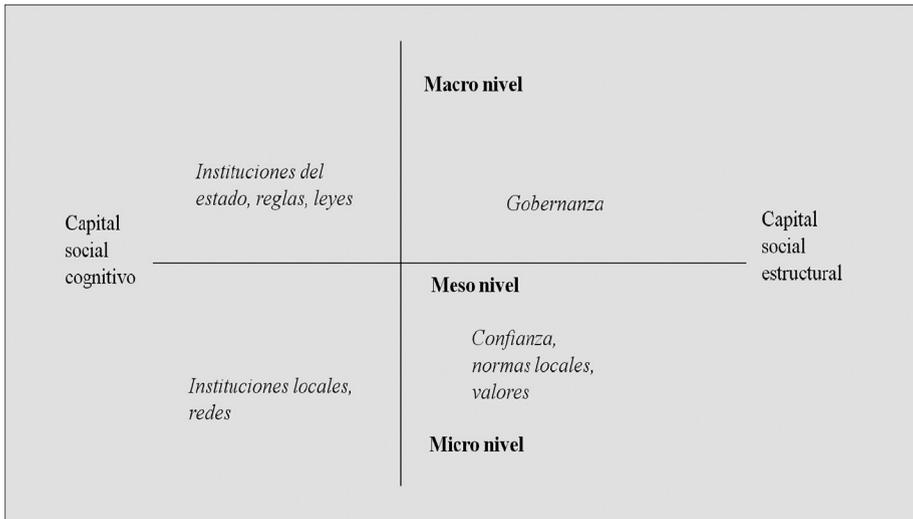 Macro nivel
Instituciones del
estado, reglas, leyes
Gobernanza
Capital
social
cognitivo
Capital
social
estructural
Meso nivel
Confianza,
normas locales,
valores
Instituciones locales,
redes
Micro nivel